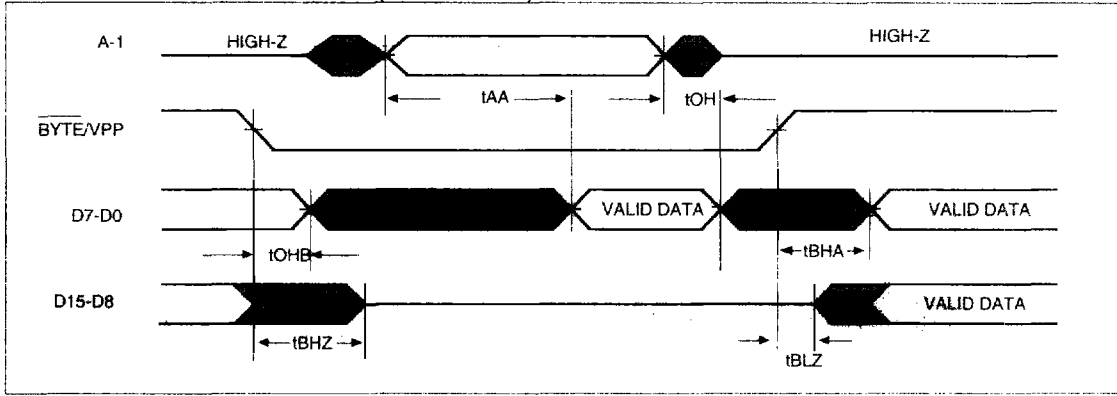 A-1 HIGH-Z HIGH-Z
tAA tOH
BYTE/VPP
D7-D0 VALID DATA VALID DATA
tOHB tBHA
D15-D8 VALID DATA
tBHZ tBLZ